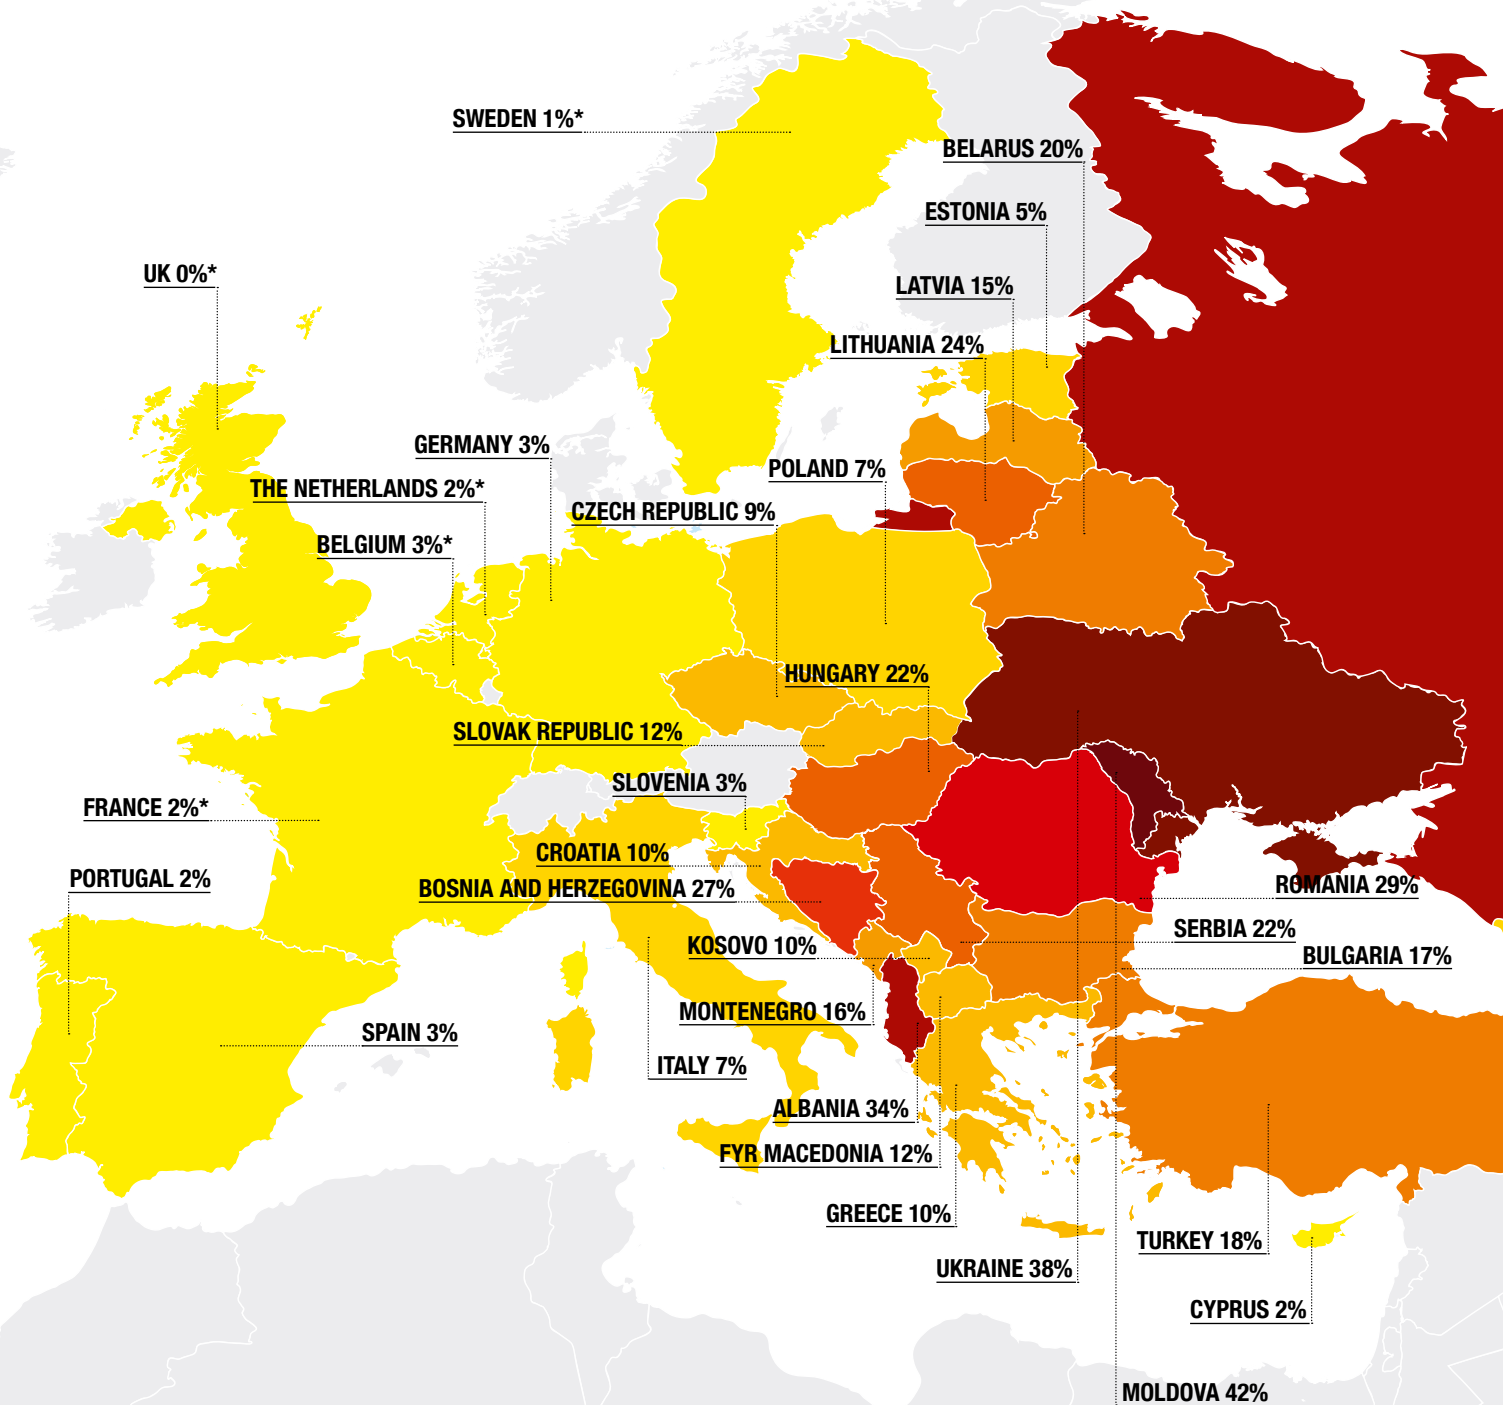 SWEDEN 1%*
BELARUS 20%
ESTONIA 5%
UK 0%*
LATVIA 15%
LITHUANIA 24%
GERMANY 3%
POLAND 7%
THE NETHERLANDS 2%*
CZECH REPUBLIC 9%
BELGIUM 3%*
HUNGARY 22%
SLOVAK REPUBLIC 12%
SLOVENIA 3%
FRANCE 2%*
CROATIA 10%
PORTUGAL 2%
BOSNIA AND HERZEGOVINA 27%
ROMANIA 29%
SERBIA 22%
KOSOVO 10%
BULGARIA 17%
MONTENEGRO 16%
SPAIN 3%
ITALY 7%
ALBANIA 34%
FYR MACEDONIA 12%
GREECE 10%
TURKEY 18%
UKRAINE 38%
CYPRUS 2%
MOLDOVA 42%